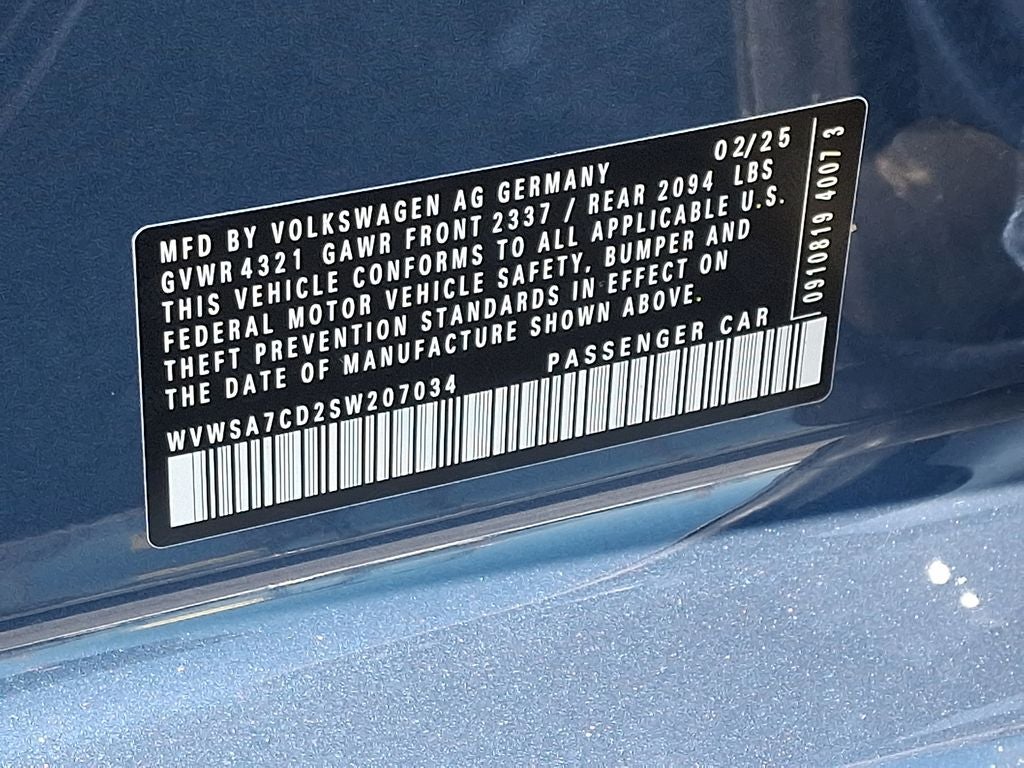 02/25
MFD BY VOLKSWAGEN AG GERMANY
GVWR 4321 GAWR FRONT 2337 / REAR 2094 LBS
THIS VEHICLE CONFORMS TO ALL APPLICABLE U.S.
FEDERAL MOTOR VEHICLE SAFETY, BUMPER AND
THEFT PREVENTION STANDARDS IN EFFECT ON
THE DATE OF MANUFACTURE SHOWN ABOVE.
PASSENGER CAR
WVWSA7CD2SW207034
0910819 4007 3